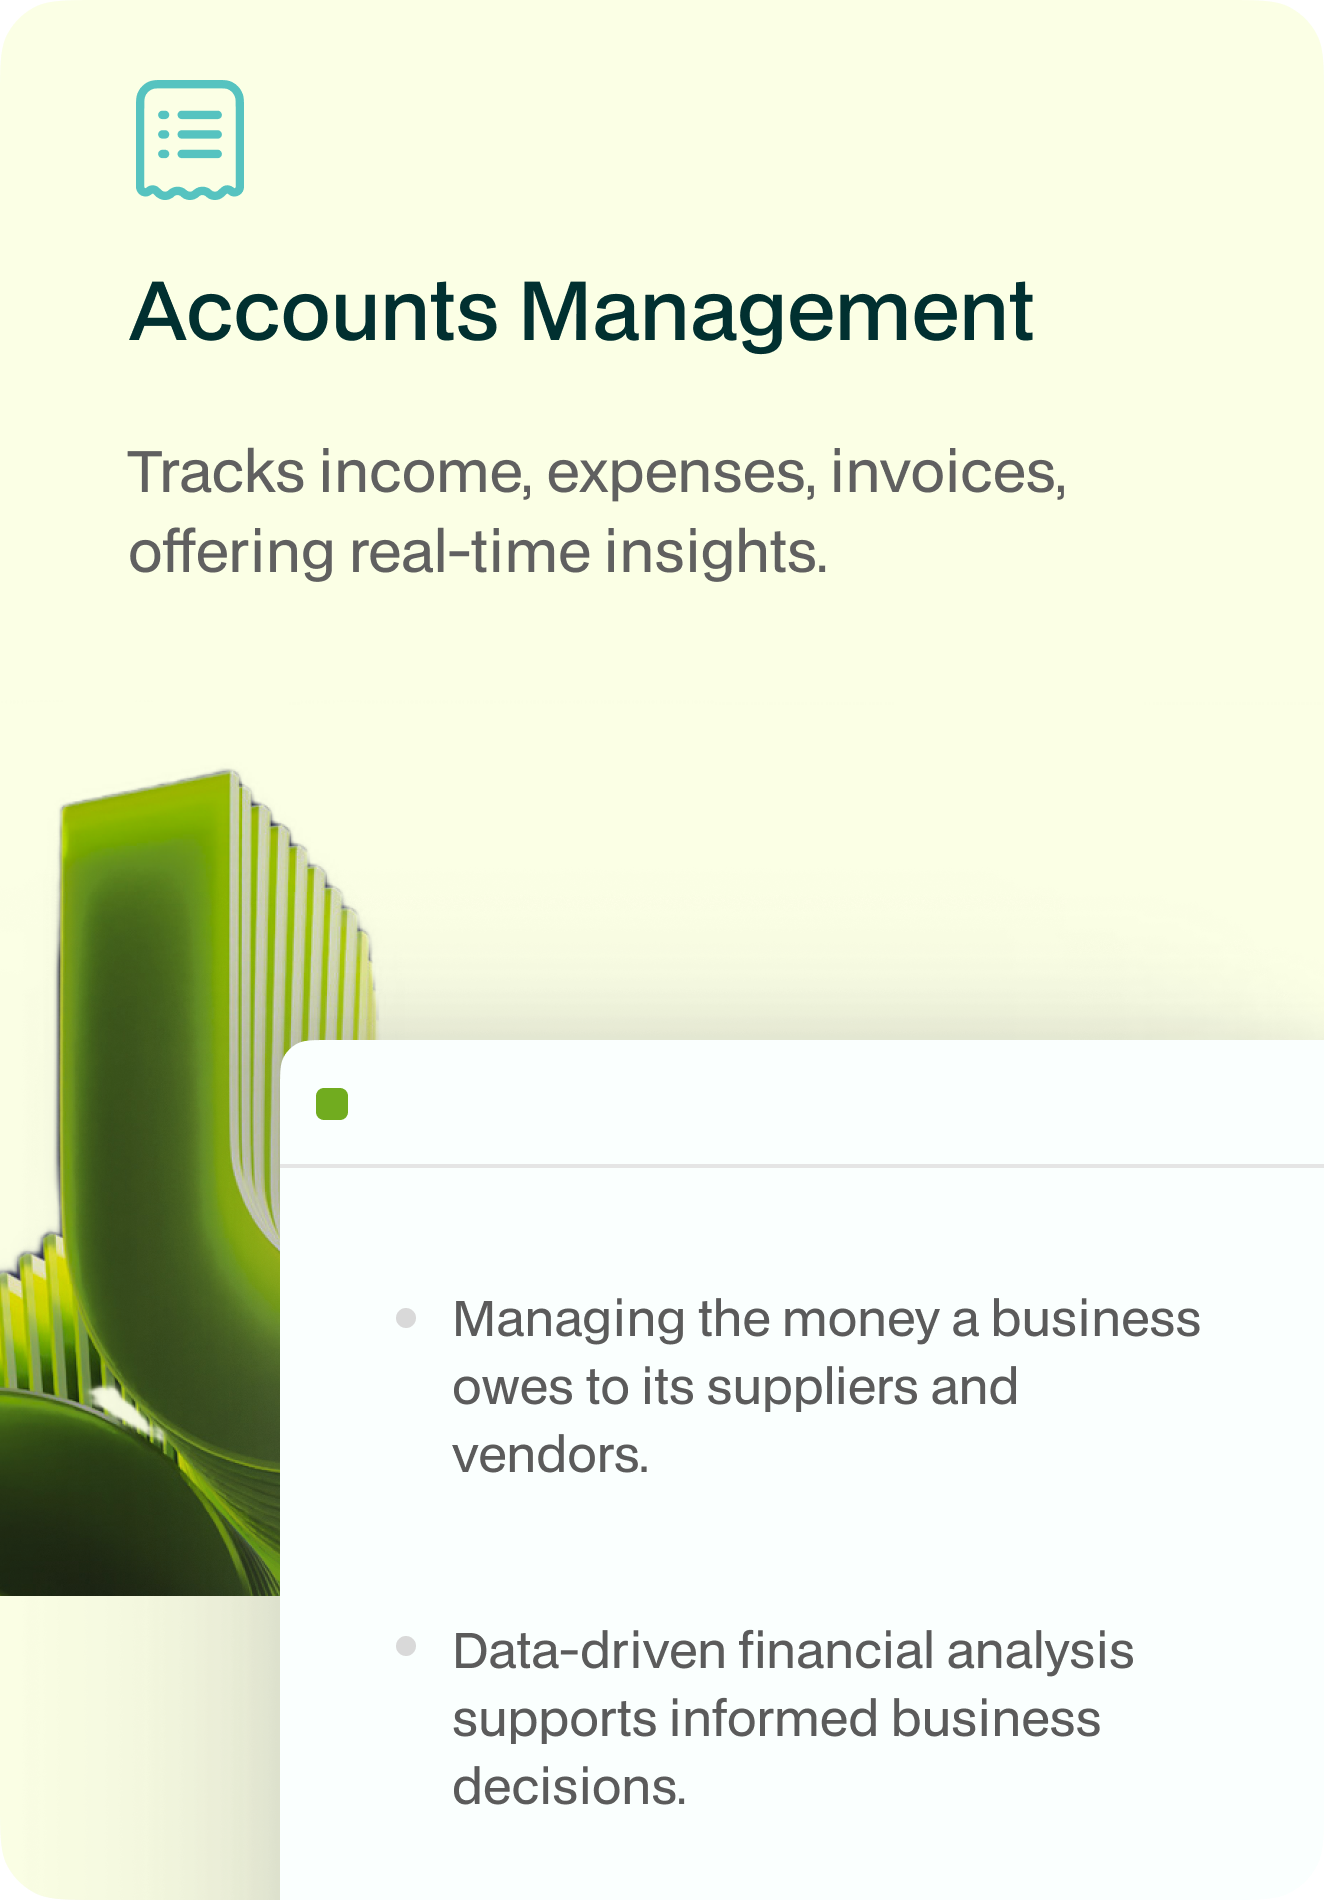 Accounts Management
Tracks income, expenses, invoices,
offering real-time insights.
Managing the money a business
owes to its suppliers and
vendors.
Data-driven financial analysis
supports informed business
decisions.